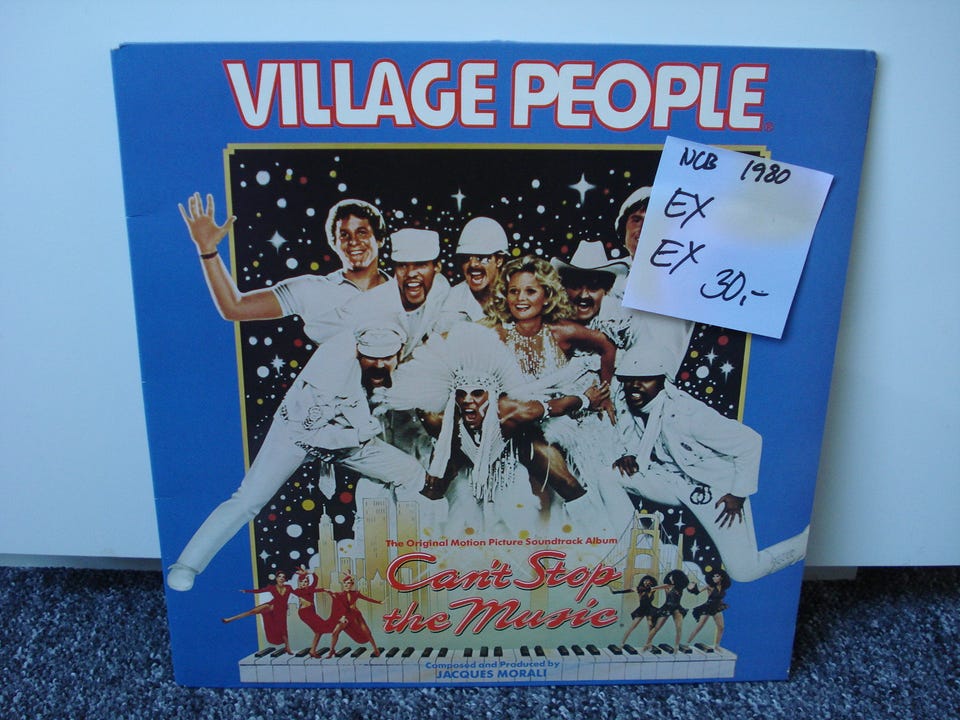 VILLAGE PEOPLE®
NCB 1980
EX
EX
30,-
The Original Motion Picture Soundtrack Album
Can't Stop
the Music
Composed and Produced by
JACQUES MORALI